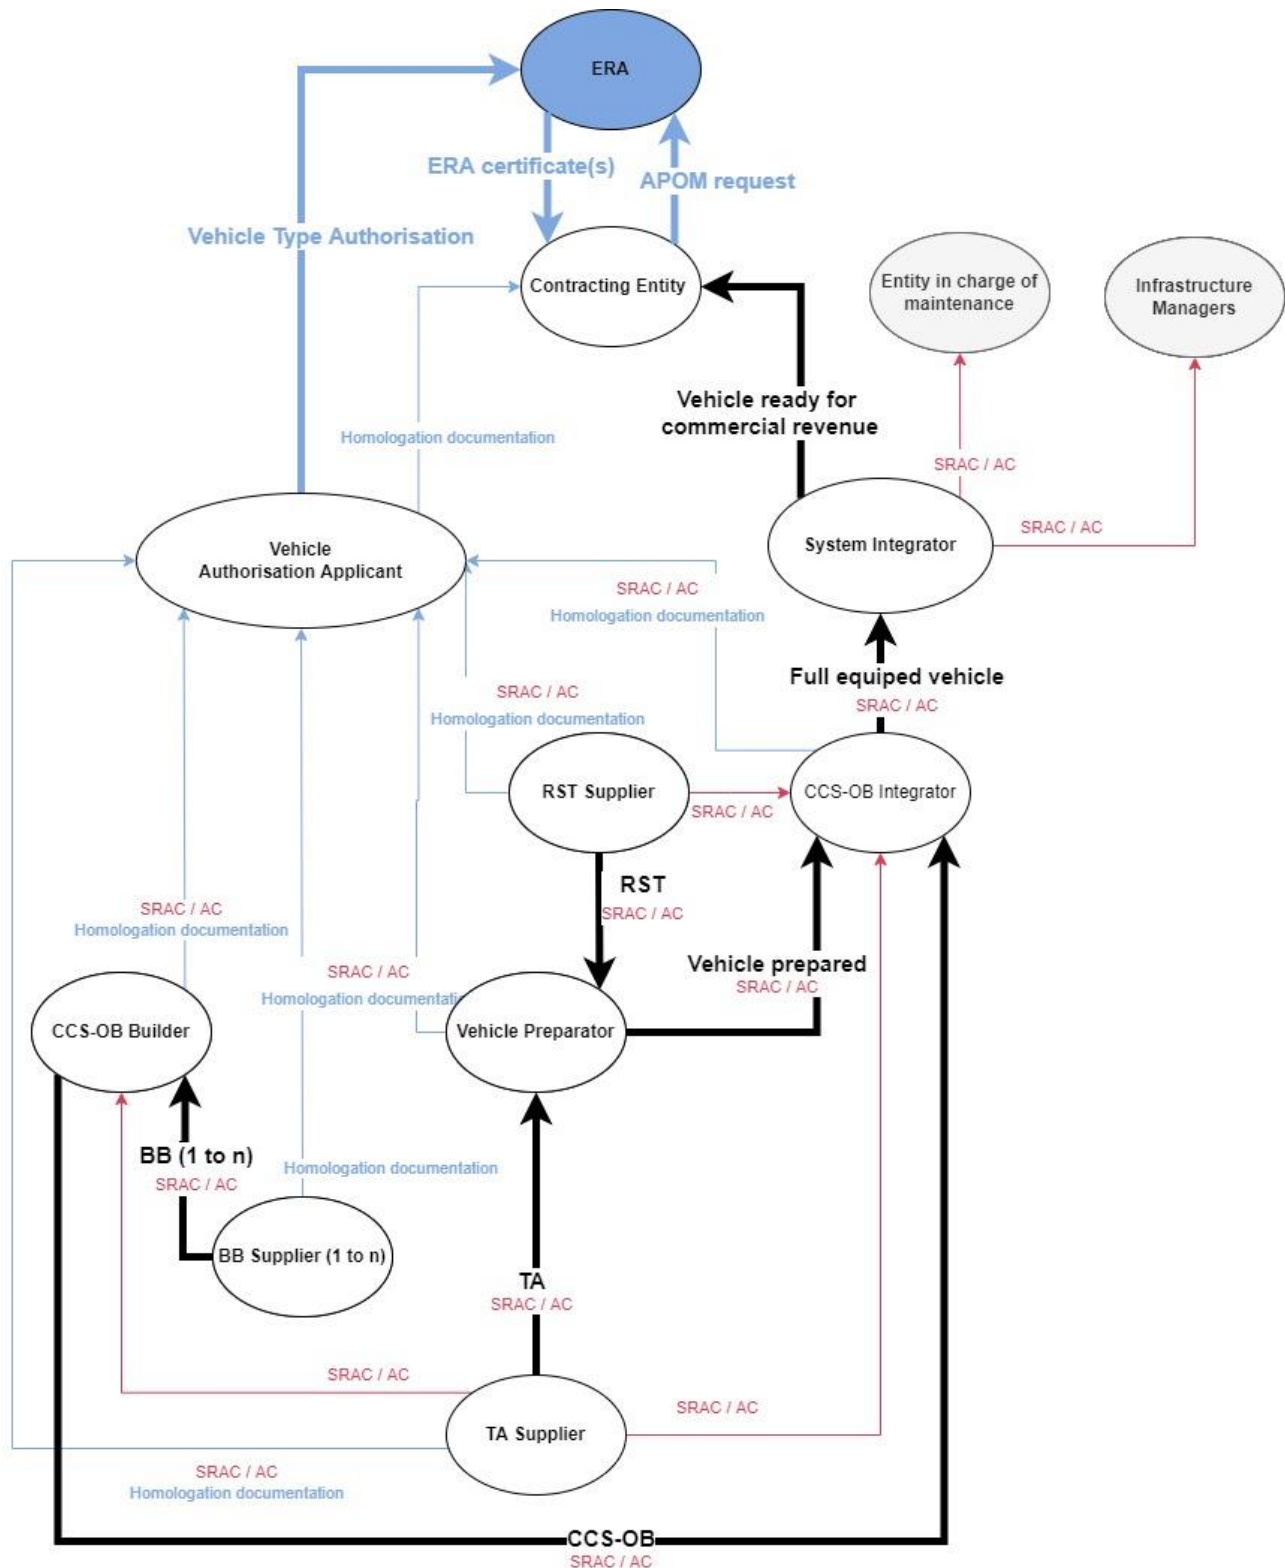 ERA
ERA certificate(s)
APOM request
Vehicle Type Authorisation
Contracting Entity
Entity in charge of
maintenance
Infrastructure
Managers
Vehicle ready for
commercial revenue
Homologation documentation
SRAC / AC
SRAC / AC
Vehicle
Authorisation Applicant
System Integrator
SRAC / AC
Homologation documentation
Full equiped vehicle
SRAC / AC
SRAC / AC
Homologation documentation
RST Supplier
SRAC / AC
CCS-OB Integrator
RST
SRAC / AC
SRAC / AC
Homologation documentation
Vehicle prepared
SRAC / AC
SRAC / AC
Homologation documentati
CCS-OB Builder
Vehicle Preparator
BB (1 to n)
SRAC / AC
Homologation documentation
BB Supplier (1 to n)
TA
SRAC / AC
SRAC / AC
SRAC / AC
TA Supplier
SRAC / AC
Homologation documentation
CCS-OB
SRAC / AC